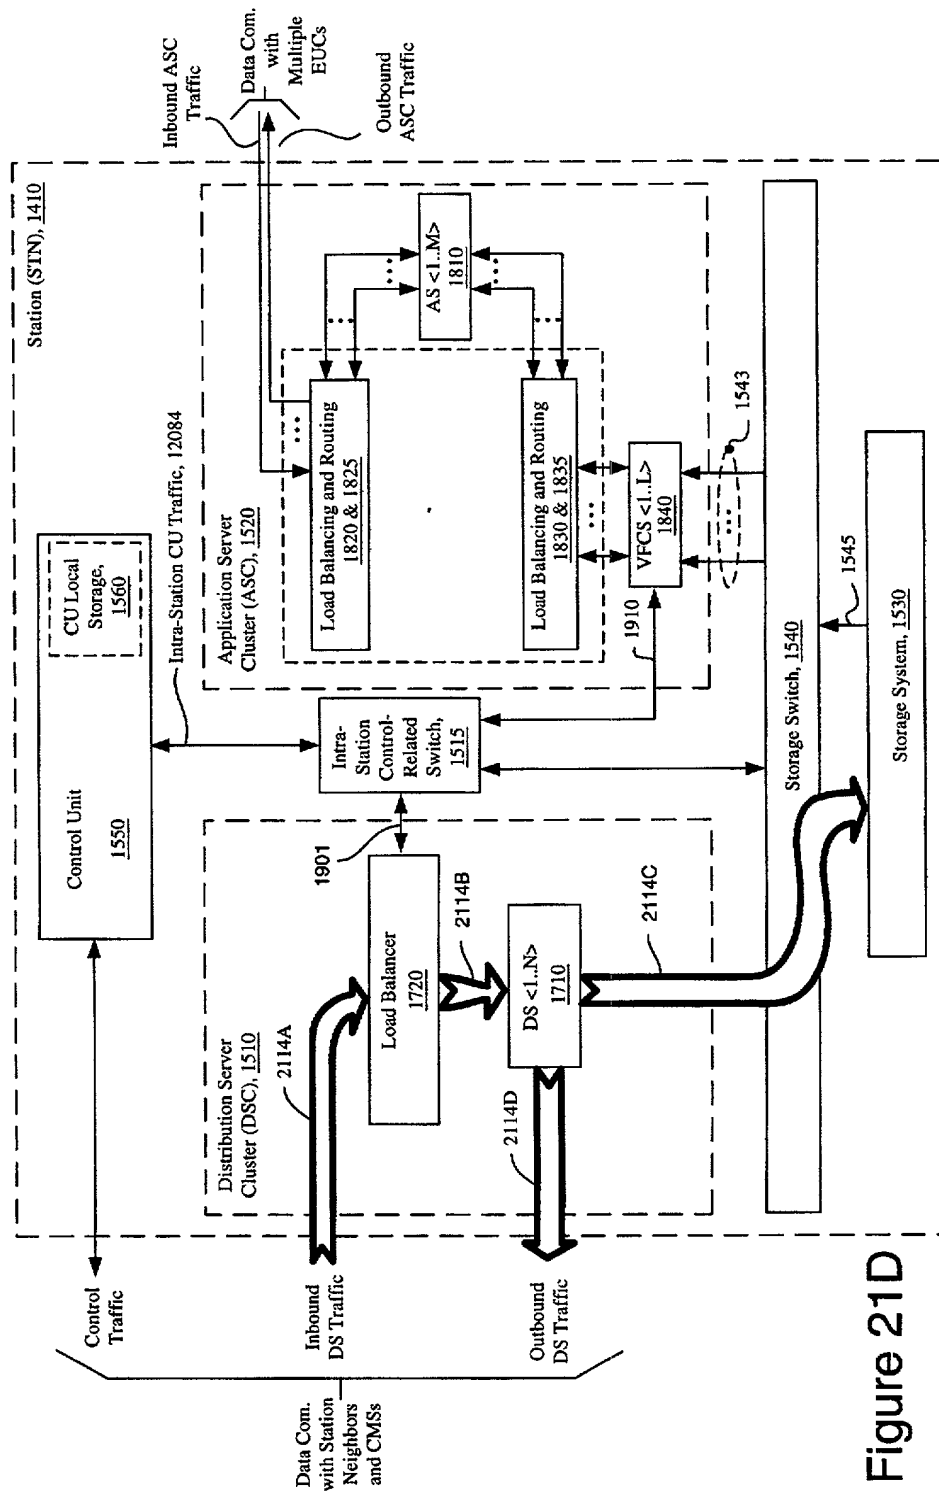 Station (STN), 1410
Control Unit
1550
CU Local
Storage,
1560
Intra-Station CU Traffic, 12084
Control
Traffic
Data Com.
with Station
Neighbors
and CMSs
Inbound
DS Traffic
Outbound
DS Traffic
Distribution Server
Cluster (DSC), 1510
2114A
Load Balancer
1720
2114B
DS <1..N>
1710
2114C
2114D
1901
Intra-
Station
Control-
Related
Switch,
1515
1910
Application Server
Cluster (ASC), 1520
Load Balancing and Routing
1820 & 1825
Load Balancing and Routing
1830 & 1835
AS <1..M>
1810
VFCS <1..L>
1840
1543
Inbound ASC
Traffic
Data Com.
with
Multiple
EUCs
Outbound
ASC Traffic
Storage Switch, 1540
1545
Storage System, 1530
Figure 21D